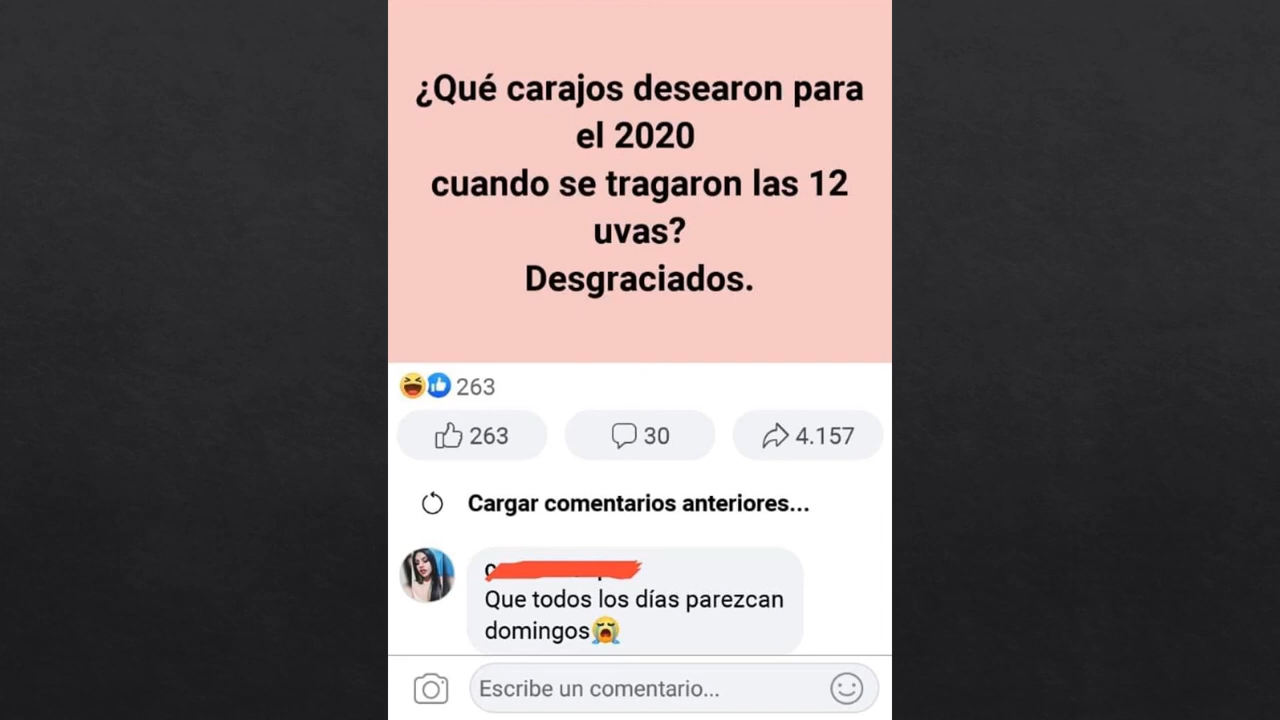 ¿Qué carajos desearon para
el 2020
cuando se tragaron las 12
uvas?
Desgraciados.
263
263
30
4.157
Cargar comentarios anteriores...
Que todos los días parezcan
domingos😭
Escribe un comentario...